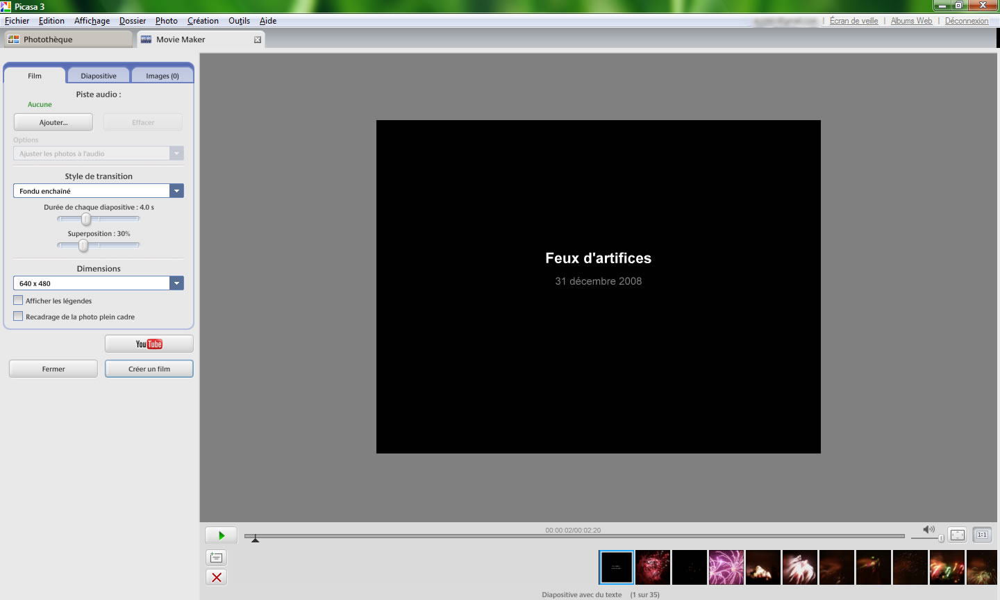 Picasa 3
Fichier Edition Affichage Dossier Photo Création Outils Aide
Écran de veille | Albums Web | Déconnexion
Photothèque
Movie Maker
Film
Diapositive
Images (0)
Piste audio :
Aucune
Ajouter...
Effacer
Options
Ajuster les photos à l'audio
Style de transition
Fondu enchaîné
Durée de chaque diapositive : 4.0 s
Superposition : 30%
Dimensions
640 x 480
Afficher les légendes
Recadrage de la photo plein cadre
YouTube
Fermer
Créer un film
Feux d'artifices
31 décembre 2008
00:00:02/00:02:20
1:1
Diapositive avec du texte (1 sur 35)